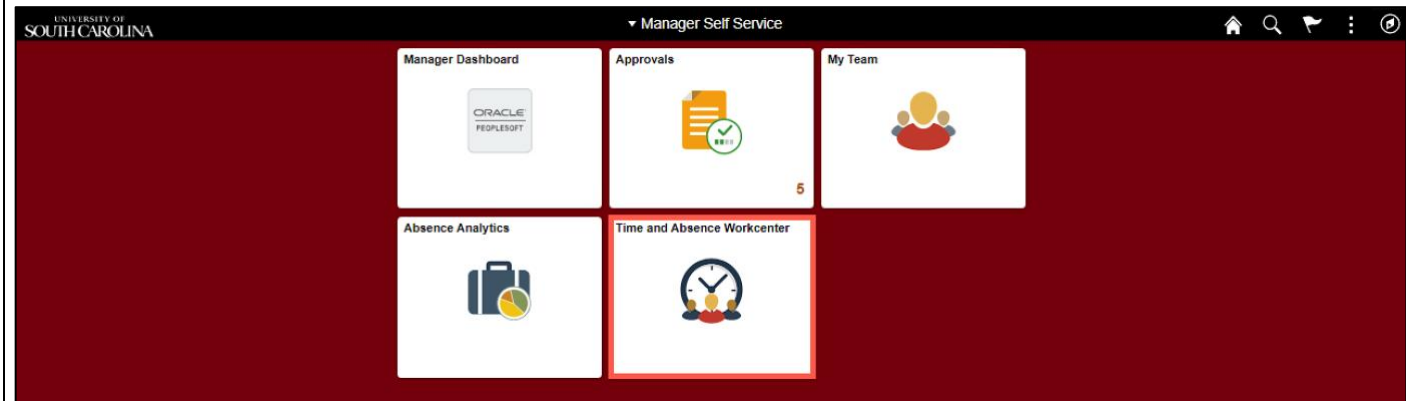 UNIVERSITY OF
SOUTH CAROLINA
Manager Self Service
Manager Dashboard
Approvals
My Team
ORACLE
PEOPLESOFT
5
Absence Analytics
Time and Absence Workcenter